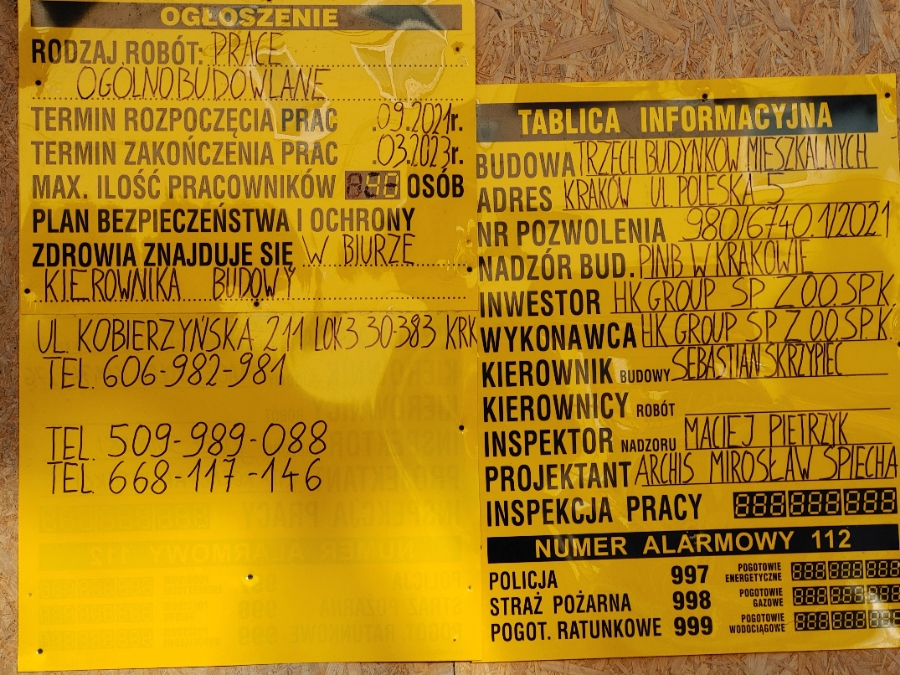 OGŁOSZENIE
RODZAJ ROBÓT: PRACE
OGÓLNOBUDOWLANE
TERMIN ROZPOCZĘCIA PRAC .09.2021r.
TERMIN ZAKOŃCZENIA PRAC .03.2023r.
MAX. ILOŚĆ PRACOWNIKÓW OSÓB
PLAN BEZPIECZEŃSTWA I OCHRONY
ZDROWIA ZNAJDUJE SIĘ W BIURZE
KIEROWNIKA BUDOWY
UL. KOBIERZYŃSKA 211 LOK3 30-383 KRK
TEL. 606-982-981
TEL. 509-989-088
TEL. 668-117-146
TABLICA INFORMACYJNA
BUDOWA TRZECH BUDYNKÓW MIESZKALNYCH
ADRES KRAKÓW UL POLESKA 5
NR POZWOLENIA 980/6740.1/2021
NADZÓR BUD. PINB W KRAKOWIE
INWESTOR HK GROUP SP Z O O SP K
WYKONAWCA HK GROUP SP Z O O SP K
KIEROWNIK BUDOWY SEBASTIAN SKRZYPIEC
KIEROWNICY ROBÓT
INSPEKTOR NADZORU MACIEJ PIETRZYK
PROJEKTANT ARCHIS MIROSŁAW SPIECHA
INSPEKCJA PRACY
NUMER ALARMOWY 112
POLICJA 997 POGOTOWIE ENERGETYCZNE
STRAŻ POŻARNA 998 POGOTOWIE GAZOWE
POGOT. RATUNKOWE 999 POGOTOWIE WODOCIĄGOWE